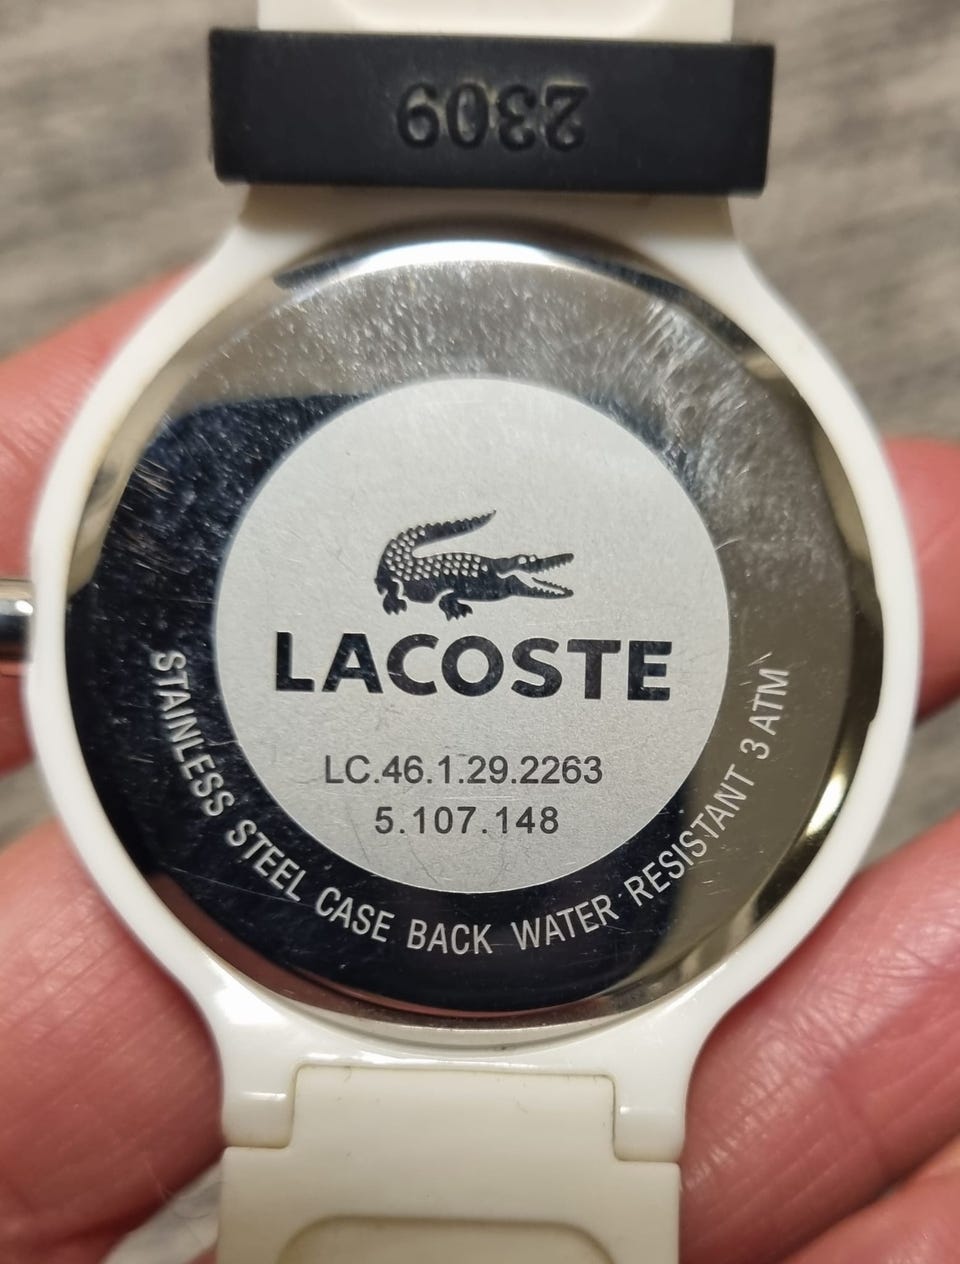 2309
LACOSTE
LC.46.1.29.2263
5.107.148
STAINLESS STEEL CASE BACK WATER RESISTANT 3 ATM